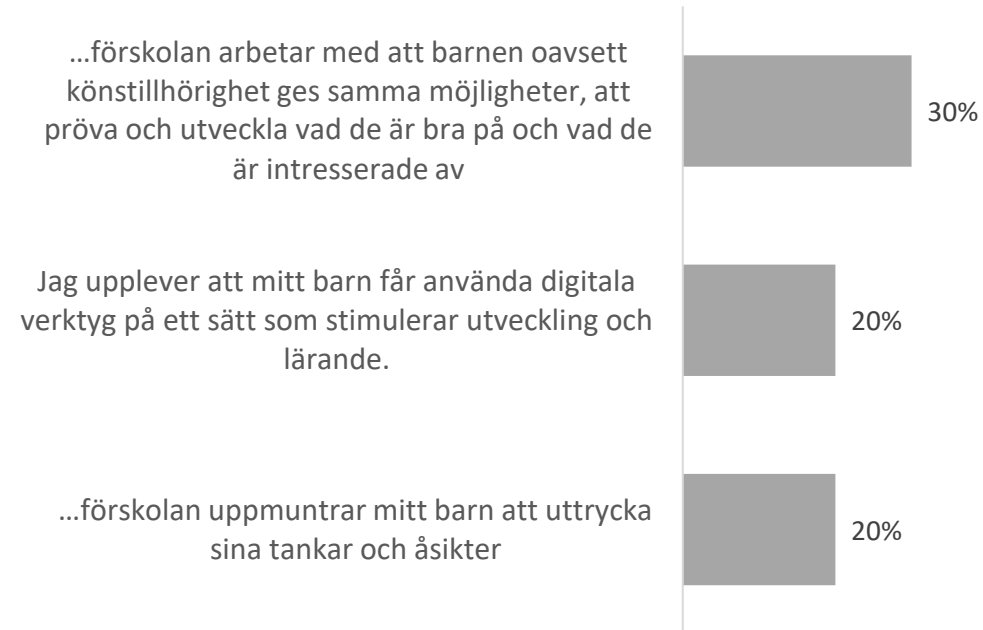 …förskolan arbetar med att barnen oavsett
könstillhörighet ges samma möjligheter, att
pröva och utveckla vad de är bra på och vad de
är intresserade av
30%
Jag upplever att mitt barn får använda digitala
verktyg på ett sätt som stimulerar utveckling och
lärande.
20%
…förskolan uppmuntrar mitt barn att uttrycka
sina tankar och åsikter
20%